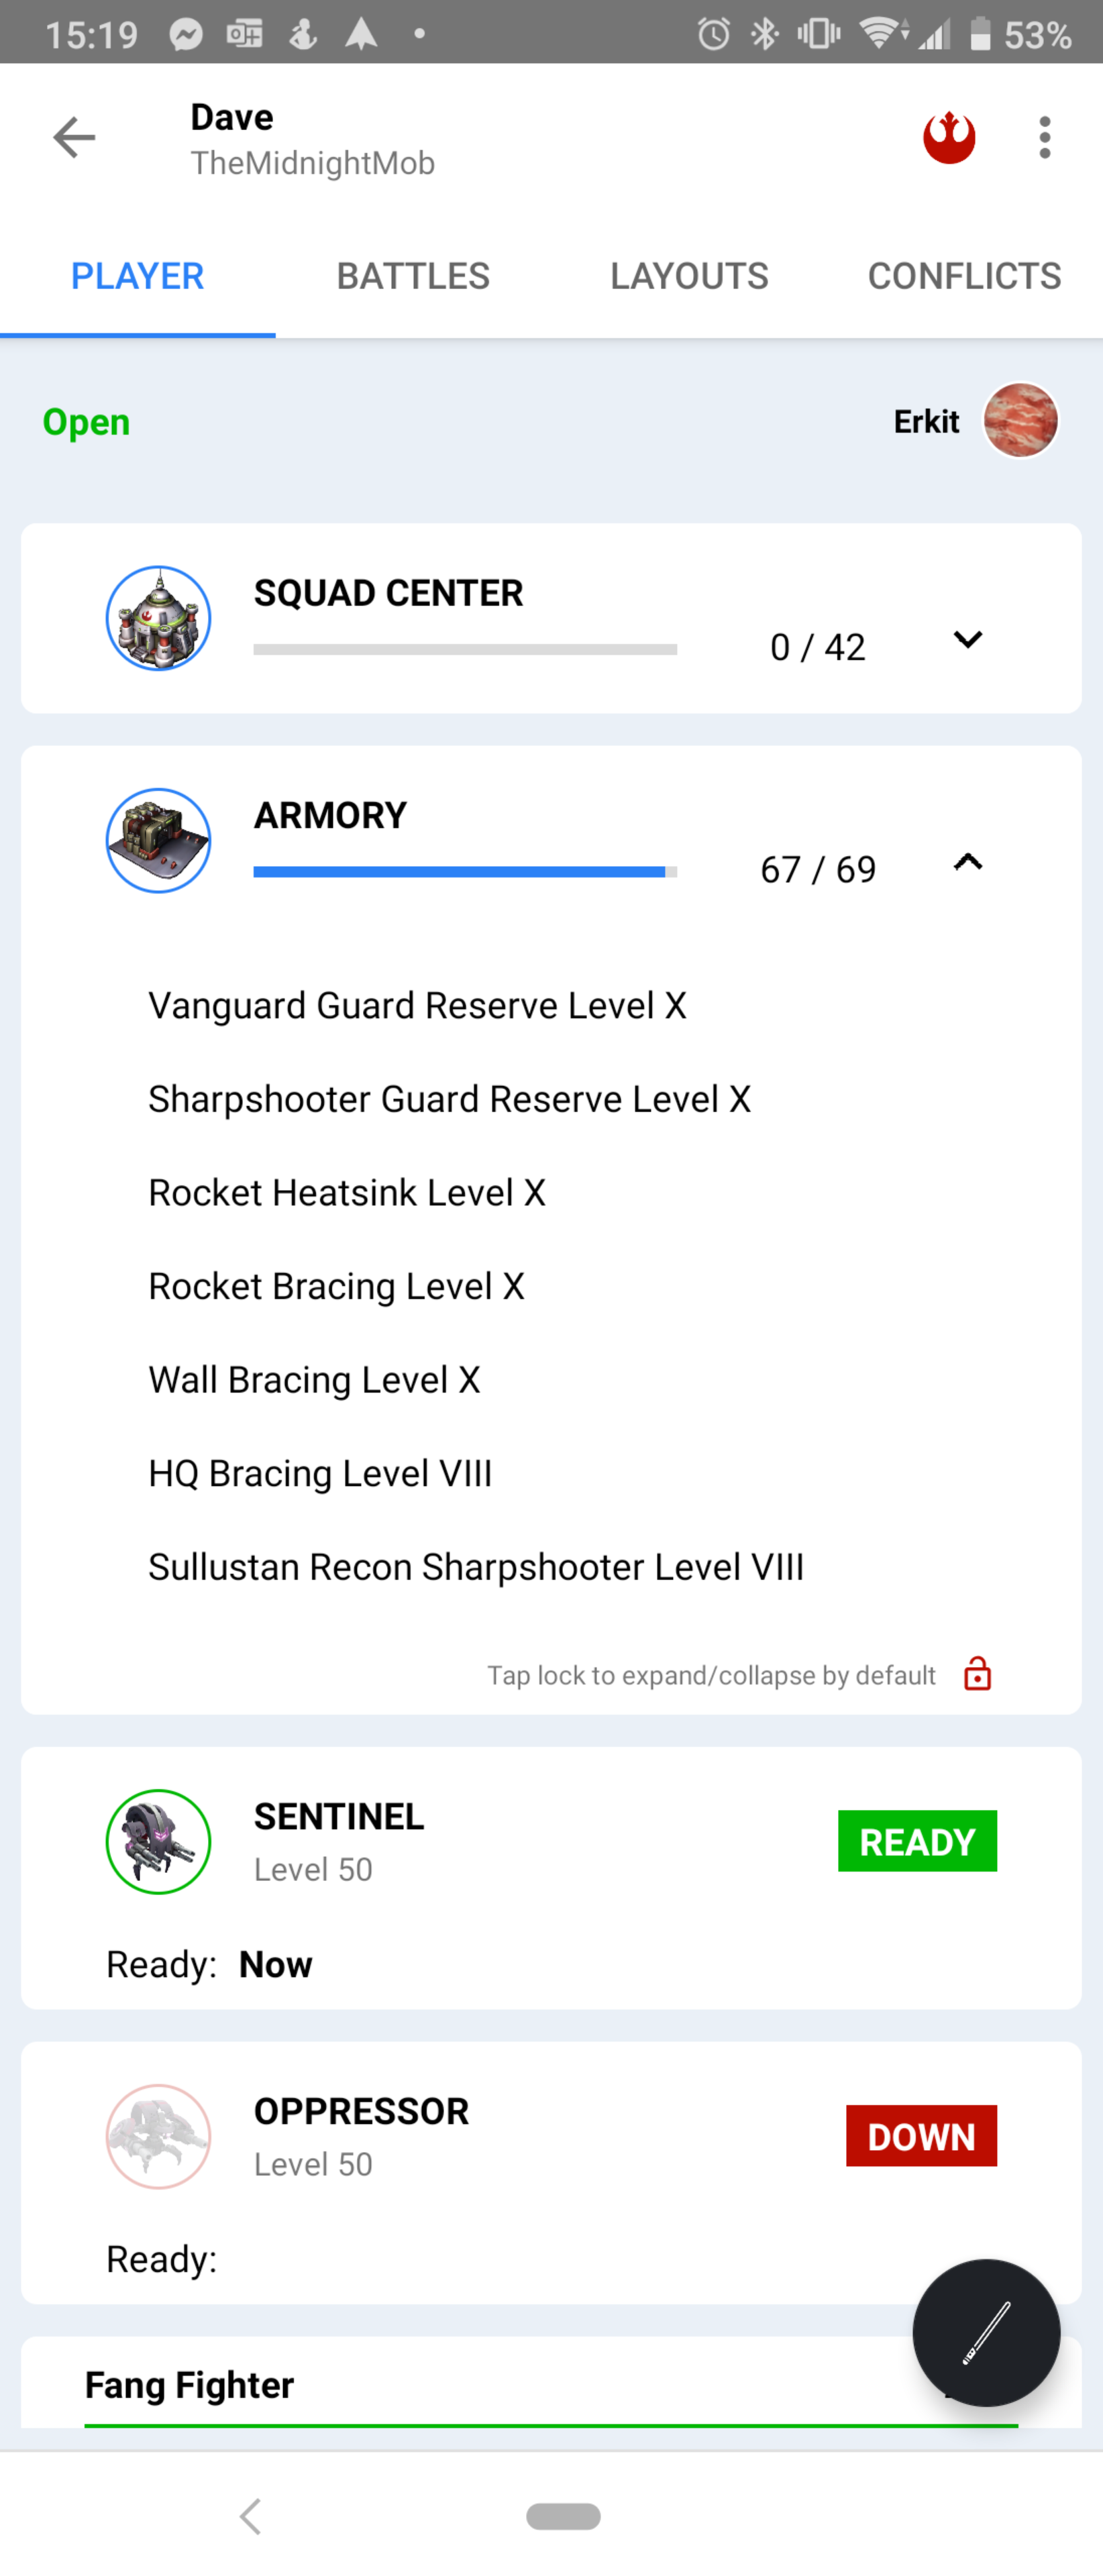 15:19
53%
Dave
TheMidnightMob
PLAYER
BATTLES
LAYOUTS
CONFLICTS
Open
Erkit
SQUAD CENTER
0 / 42
ARMORY
67 / 69
Vanguard Guard Reserve Level X
Sharpshooter Guard Reserve Level X
Rocket Heatsink Level X
Rocket Bracing Level X
Wall Bracing Level X
HQ Bracing Level VIII
Sullustan Recon Sharpshooter Level VIII
Tap lock to expand/collapse by default
SENTINEL
Level 50
READY
Ready: Now
OPPRESSOR
Level 50
DOWN
Ready:
Fang Fighter